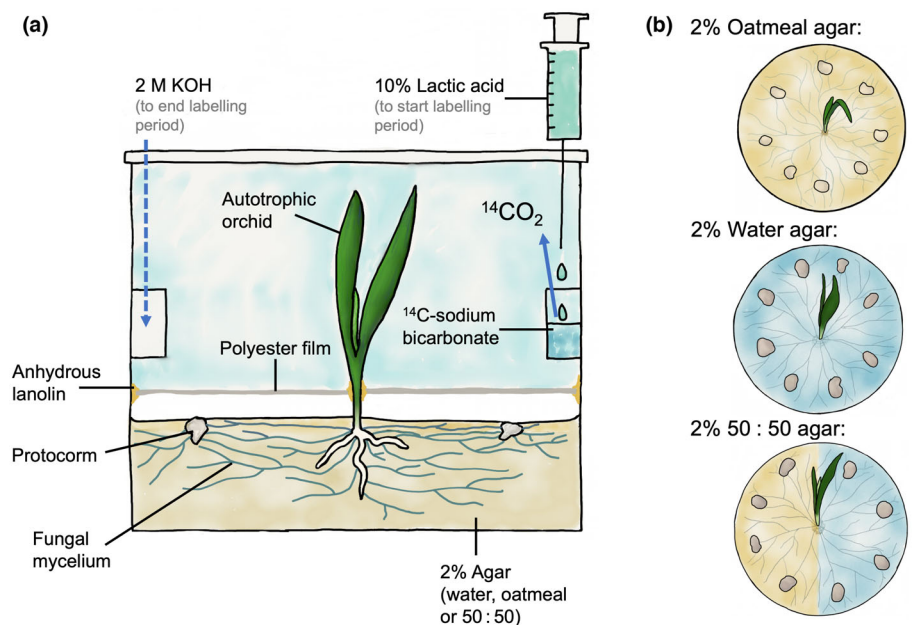 (a)
2 M KOH
(to end labelling
period)
10% Lactic acid
(to start labelling
period)
Autotrophic
orchid
¹⁴CO₂
¹⁴C-sodium
bicarbonate
Polyester film
Anhydrous
lanolin
Protocorm
Fungal
mycelium
2% Agar
(water, oatmeal
or 50 : 50)
(b)
2% Oatmeal agar:
2% Water agar:
2% 50 : 50 agar: